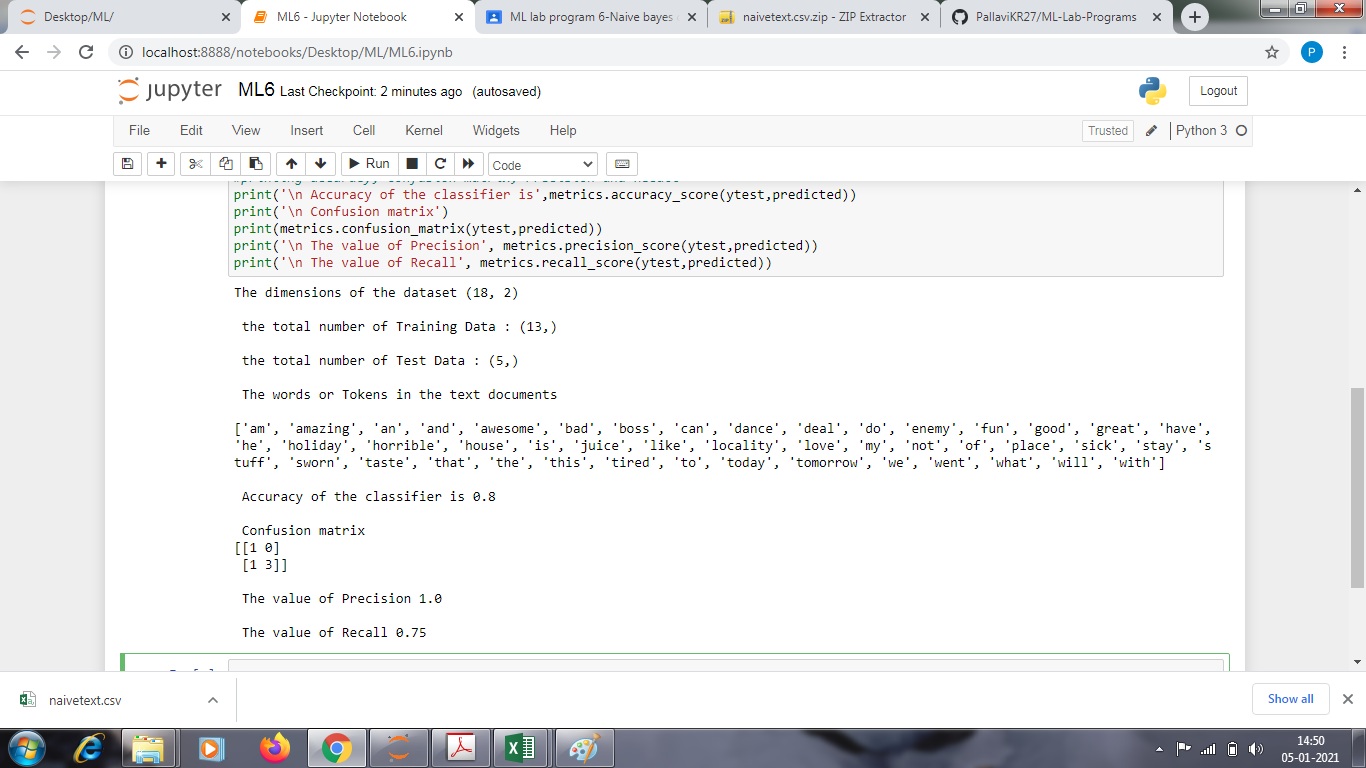 Desktop/ML/
ML6 - Jupyter Notebook
ML lab program 6-Naive bayes
naivetext.csv.zip - ZIP Extractor
PallaviKR27/ML-Lab-Programs
localhost:8888/notebooks/Desktop/ML/ML6.ipynb
P
jupyter ML6 Last Checkpoint: 2 minutes ago (autosaved)
Logout
File Edit View Insert Cell Kernel Widgets Help
Trusted
Python 3
Run
Code
print('\n Accuracy of the classifier is',metrics.accuracy_score(ytest,predicted))
print('\n Confusion matrix')
print(metrics.confusion_matrix(ytest,predicted))
print('\n The value of Precision', metrics.precision_score(ytest,predicted))
print('\n The value of Recall', metrics.recall_score(ytest,predicted))
The dimensions of the dataset (18, 2)
the total number of Training Data : (13,)
the total number of Test Data : (5,)
The words or Tokens in the text documents
['am', 'amazing', 'an', 'and', 'awesome', 'bad', 'boss', 'can', 'dance', 'deal', 'do', 'enemy', 'fun', 'good', 'great', 'have',
'he', 'holiday', 'horrible', 'house', 'is', 'juice', 'like', 'locality', 'love', 'my', 'not', 'of', 'place', 'sick', 'stay', 's
tuff', 'sworn', 'taste', 'that', 'the', 'this', 'tired', 'to', 'today', 'tomorrow', 'we', 'went', 'what', 'will', 'with']
Accuracy of the classifier is 0.8
Confusion matrix
[[1 0]
[1 3]]
The value of Precision 1.0
The value of Recall 0.75
naivetext.csv
Show all
14:50
05-01-2021